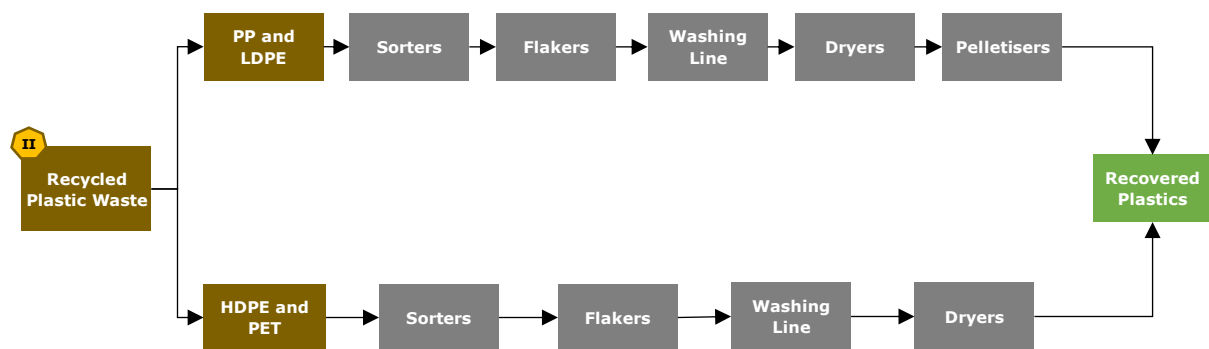 PP and
LDPE
Sorters
Flakers
Washing
Line
Dryers
Pelletisers
II
Recycled
Plastic Waste
Recovered
Plastics
HDPE and
PET
Sorters
Flakers
Washing
Line
Dryers